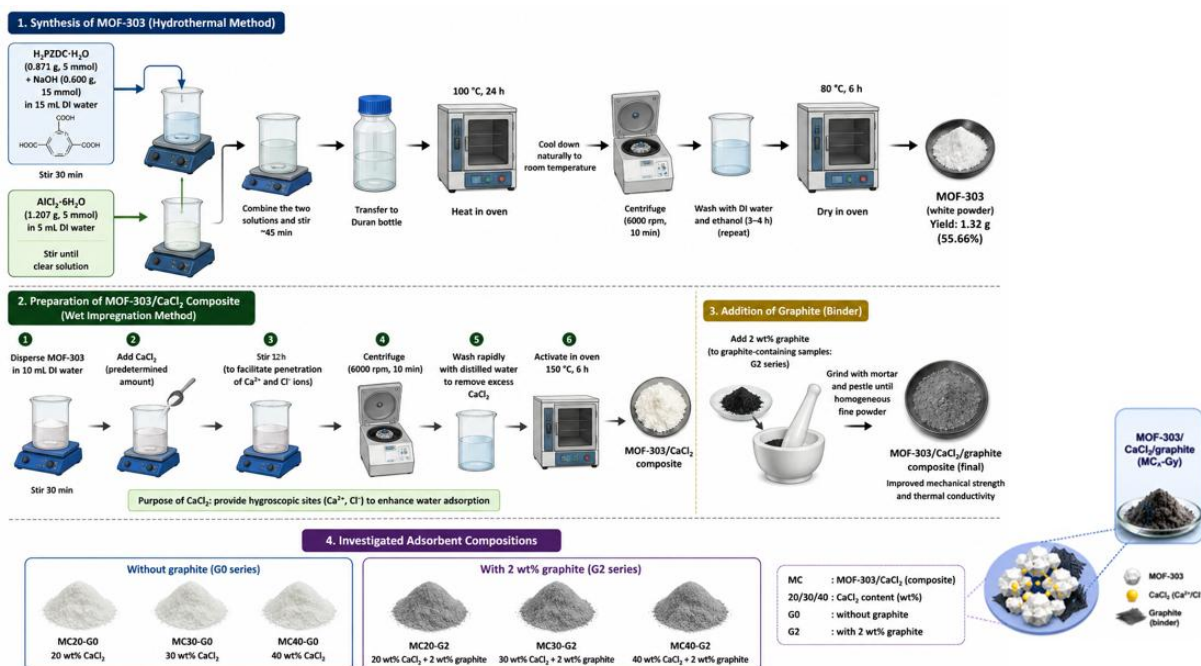 1. Synthesis of MOF-303 (Hydrothermal Method)
H₂PZDC·H₂O
(0.871 g, 5 mmol)
+ NaOH (0.600 g,
15 mmol)
in 15 mL DI water
COOH
HOOC
COOH
Stir 30 min
AlCl₂·6H₂O
(1.207 g, 5 mmol)
in 5 mL DI water
Stir until
clear solution
Combine the two
solutions and stir
~45 min
Transfer to
Duran bottle
100 °C, 24 h
Heat in oven
Cool down
naturally to
room temperature
Centrifuge
(6000 rpm,
10 min)
Wash with DI water
and ethanol (3–4 h)
(repeat)
80 °C, 6 h
Dry in oven
MOF-303
(white powder)
Yield: 1.32 g
(55.66%)
2. Preparation of MOF-303/CaCl₂ Composite
(Wet Impregnation Method)
1
Disperse MOF-303
in 10 mL DI water
Stir 30 min
2
Add CaCl₂
(predetermined
amount)
3
Stir 12h
(to facilitate penetration
of Ca²⁺ and Cl⁻ ions)
4
Centrifuge
(6000 rpm, 10 min)
5
Wash rapidly
with distilled water
to remove excess
CaCl₂
6
Activate in oven
150 °C, 6 h
MOF-303/CaCl₂
composite
Purpose of CaCl₂: provide hygroscopic sites (Ca²⁺, Cl⁻) to enhance water adsorption
3. Addition of Graphite (Binder)
Add 2 wt% graphite
(to graphite-containing samples:
G2 series)
Grind with mortar
and pestle until
homogeneous
fine powder
MOF-303/CaCl₂/graphite
composite (final)
Improved mechanical strength
and thermal conductivity
MOF-303/
CaCl₂/graphite
(MCₓ-Gy)
4. Investigated Adsorbent Compositions
Without graphite (G0 series)
MC20-G0
20 wt% CaCl₂
MC30-G0
30 wt% CaCl₂
MC40-G0
40 wt% CaCl₂
With 2 wt% graphite (G2 series)
MC20-G2
20 wt% CaCl₂ + 2 wt% graphite
MC30-G2
30 wt% CaCl₂ + 2 wt% graphite
MC40-G2
40 wt% CaCl₂ + 2 wt% graphite
MC : MOF-303/CaCl₂ (composite)
20/30/40 : CaCl₂ content (wt%)
G0 : without graphite
G2 : with 2 wt% graphite
MOF-303
CaCl₂ (Ca²⁺/Cl
Graphite
(binder)